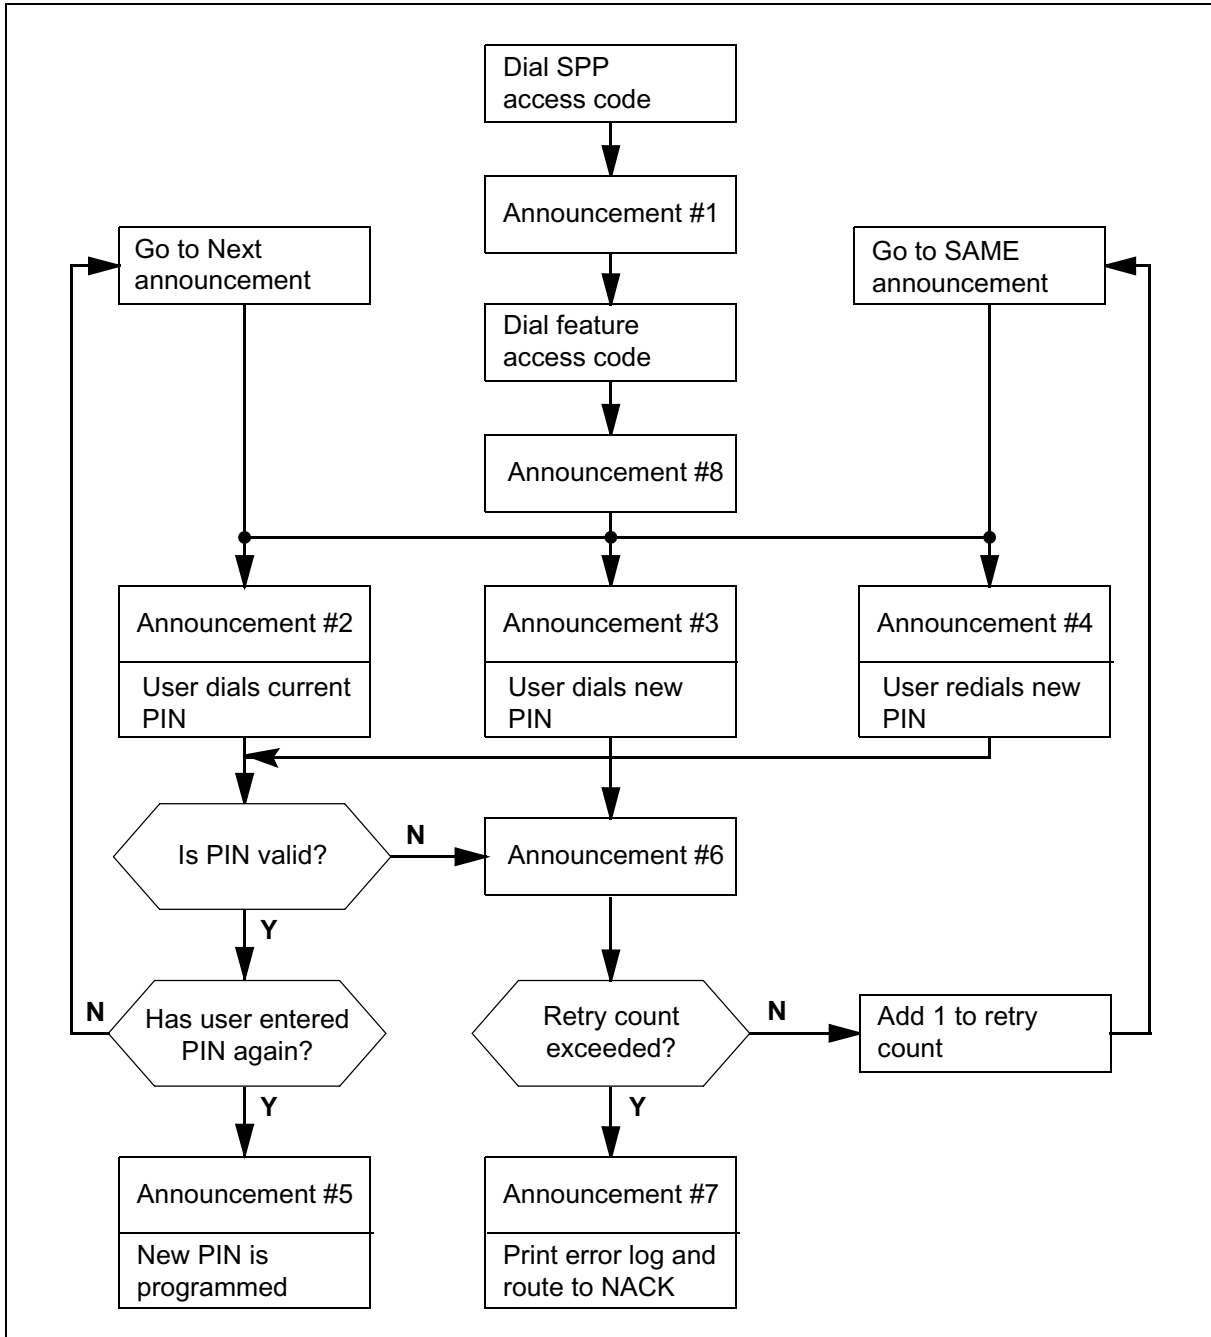 Dial SPP
access code
Announcement #1
Go to Next
announcement
Go to SAME
announcement
Dial feature
access code
Announcement #8
Announcement #2
User dials current
PIN
Announcement #3
User dials new
PIN
Announcement #4
User redials new
PIN
Is PIN valid?
N
Announcement #6
Y
Has user entered
PIN again?
N
Retry count
exceeded?
N
Add 1 to retry
count
Y
Y
Announcement #5
New PIN is
programmed
Announcement #7
Print error log and
route to NACK